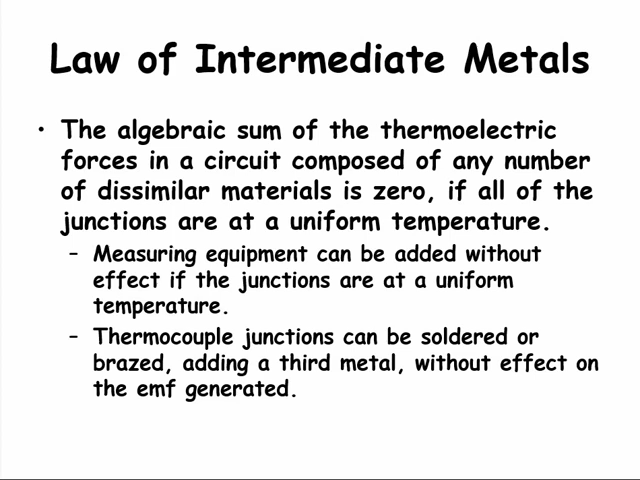 Law of Intermediate Metals
• The algebraic sum of the thermoelectric
forces in a circuit composed of any number
of dissimilar materials is zero, if all of the
junctions are at a uniform temperature.
– Measuring equipment can be added without
effect if the junctions are at a uniform
temperature.
– Thermocouple junctions can be soldered or
brazed, adding a third metal, without effect on
the emf generated.